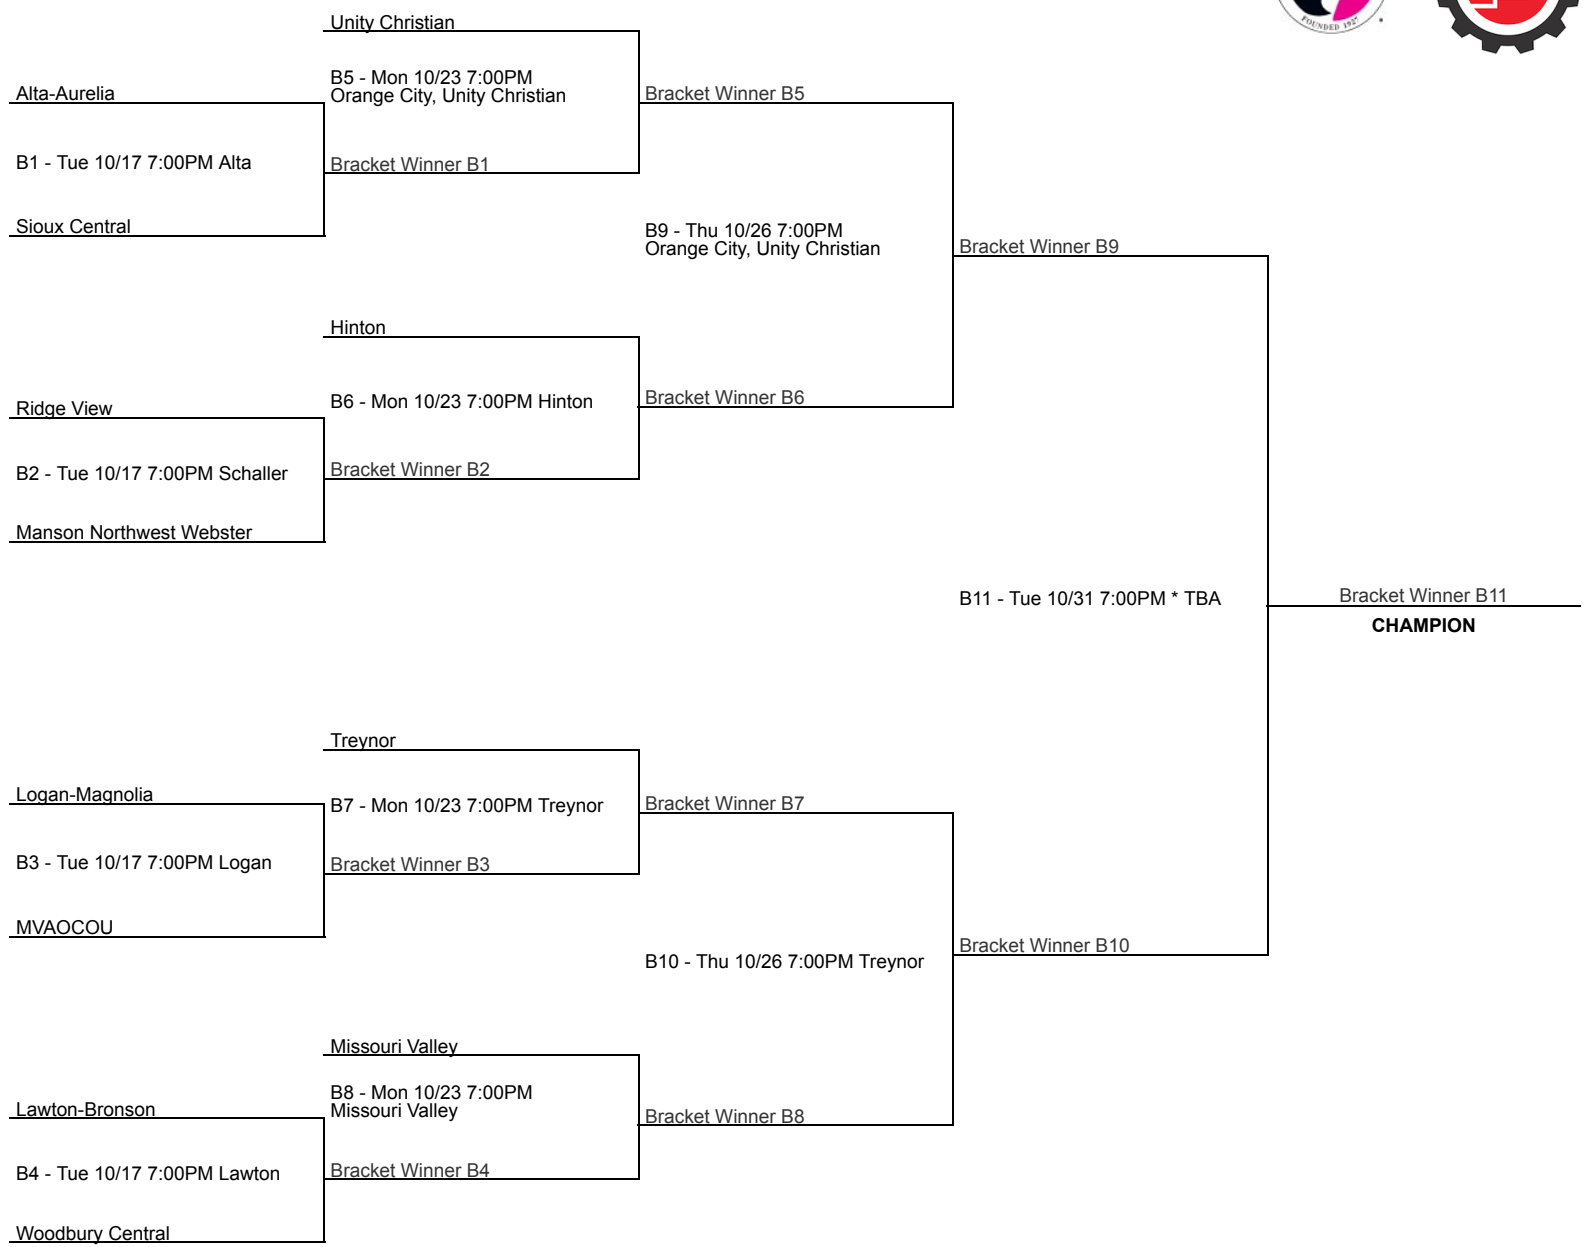 FOUNDED 1925
Unity Christian
B5 - Mon 10/23 7:00PM
Orange City, Unity Christian
Alta-Aurelia
Bracket Winner B5
B1 - Tue 10/17 7:00PM Alta
Bracket Winner B1
Sioux Central
B9 - Thu 10/26 7:00PM
Orange City, Unity Christian
Bracket Winner B9
Hinton
Ridge View
B6 - Mon 10/23 7:00PM Hinton
Bracket Winner B6
B2 - Tue 10/17 7:00PM Schaller
Bracket Winner B2
Manson Northwest Webster
B11 - Tue 10/31 7:00PM * TBA
Bracket Winner B11
CHAMPION
Treynor
Logan-Magnolia
B7 - Mon 10/23 7:00PM Treynor
Bracket Winner B7
B3 - Tue 10/17 7:00PM Logan
Bracket Winner B3
MVAOCOU
B10 - Thu 10/26 7:00PM Treynor
Bracket Winner B10
Missouri Valley
B8 - Mon 10/23 7:00PM
Missouri Valley
Lawton-Bronson
Bracket Winner B8
B4 - Tue 10/17 7:00PM Lawton
Bracket Winner B4
Woodbury Central